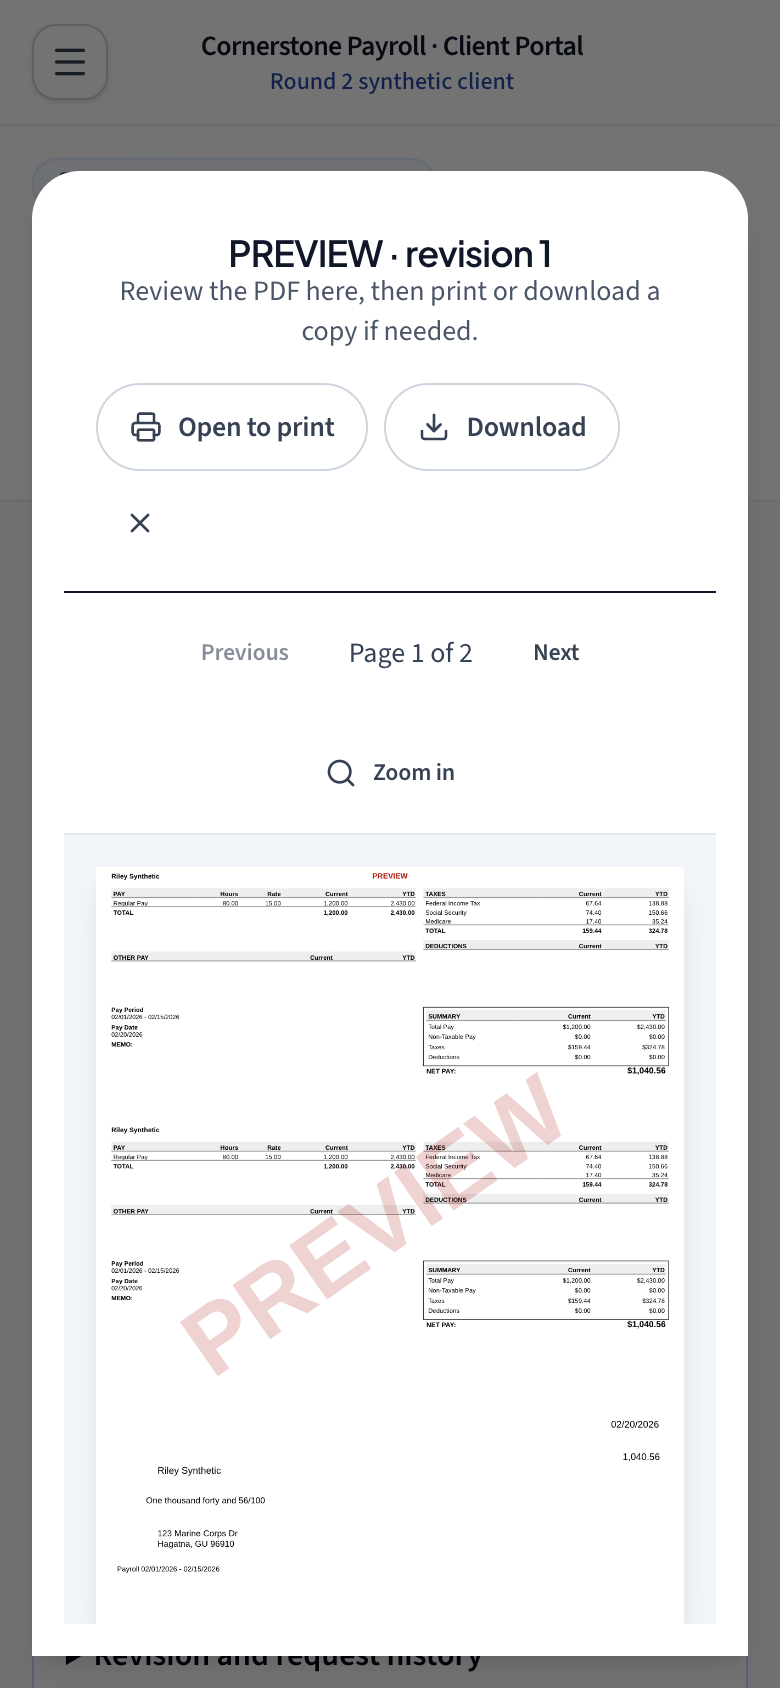 Cornerstone Payroll · Client Portal
Round 2 synthetic client
PREVIEW · revision 1
Review the PDF here, then print or download a
copy if needed.
Open to print Download
Previous Page 1 of 2 Next
Zoom in
Riley Synthetic PREVIEW
PAY Hours Rate Current YTD TAXES Current YTD
Regular Pay 80.00 15.00 1,200.00 2,430.00 Federal Income Tax 67.64 138.88
TOTAL 1,200.00 2,430.00 Social Security 74.40 150.66
Medicare 17.40 35.24
TOTAL 159.44 324.78
DEDUCTIONS Current YTD
OTHER PAY Current YTD
Pay Period
02/01/2026 - 02/15/2026
Pay Date
02/20/2026
MEMO:
SUMMARY Current YTD
Total Pay $1,200.00 $2,430.00
Non-Taxable Pay $0.00 $0.00
Taxes $159.44 $324.78
Deductions $0.00 $0.00
NET PAY: $1,040.56
Riley Synthetic
PAY Hours Rate Current YTD TAXES Current YTD
Regular Pay 80.00 15.00 1,200.00 2,430.00 Federal Income Tax 67.64 138.88
TOTAL 1,200.00 2,430.00 Social Security 74.40 150.66
Medicare 17.40 35.24
TOTAL 159.44 324.78
DEDUCTIONS Current YTD
OTHER PAY Current YTD
Pay Period
02/01/2026 - 02/15/2026
Pay Date
02/20/2026
MEMO:
SUMMARY Current YTD
Total Pay $1,200.00 $2,430.00
Non-Taxable Pay $0.00 $0.00
Taxes $159.44 $324.78
Deductions $0.00 $0.00
NET PAY: $1,040.56
PREVIEW
02/20/2026
1,040.56
Riley Synthetic
One thousand forty and 56/100
123 Marine Corps Dr
Hagatna, GU 96910
Payroll 02/01/2026 - 02/15/2026
Revision and request history